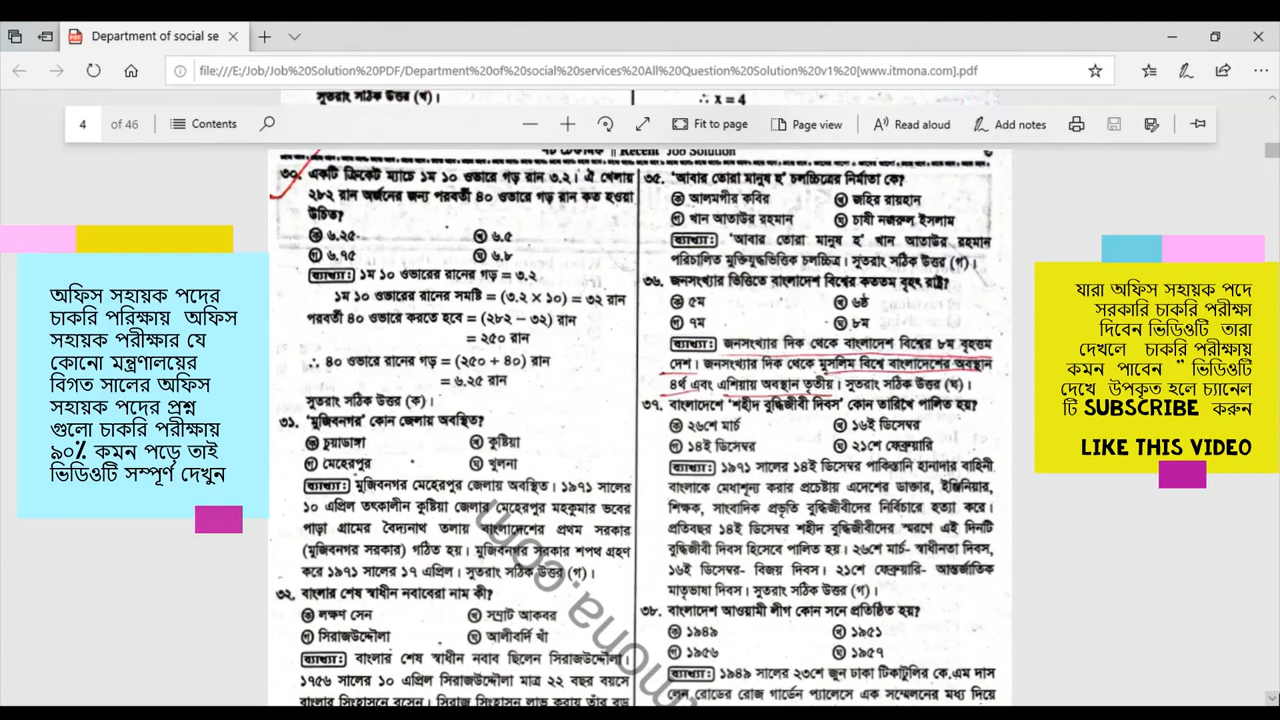 Department of social se
file:///E:/Job/Job%20Solution%20PDF/Department%20of%20social%20services%20All%20Question%20Solution%20v1%20[www.itmona.com].pdf
সুতরাং সঠিক উত্তর (খ)।
∴ x = 4
4 of 46 Contents Fit to page Page view Read aloud Add notes
|| Recent Job Solution
৩০. একটি ক্রিকেট ম্যাচে ১ম ১০ ওভারে গড় রান ৩.২। ঐ খেলার
২৮২ রান অর্জনের জন্য পরবর্তী ৪০ ওভারে গড় রান কত হওয়া
উচিত?
ক ৬.২৫ খ ৬.৫
গ ৬.৭৫ ঘ ৬.৮
ব্যাখ্যা: ১ম ১০ ওভারের রানের গড় = ৩.২
১ম ১০ ওভারের রানের সমষ্টি = (৩.২ × ১০) = ৩২ রান
পরবর্তী ৪০ ওভারে করতে হবে = (২৮২ – ৩২) রান
= ২৫০ রান
∴ ৪০ ওভারে রানের গড় = (২৫০ ÷ ৪০) রান
= ৬.২৫ রান
সুতরাং সঠিক উত্তর (ক)।
৩১. 'মুজিবনগর' কোন জেলায় অবস্থিত?
ক চুয়াডাঙ্গা খ কুষ্টিয়া
গ মেহেরপুর ঘ খুলনা
ব্যাখ্যা: মুজিবনগর মেহেরপুর জেলায় অবস্থিত। ১৯৭১ সালের
১০ এপ্রিল তৎকালীন কুষ্টিয়া জেলার মেহেরপুর মহকুমার ভবের
পাড়া গ্রামের বৈদ্যনাথ তলায় বাংলাদেশের প্রথম সরকার
(মুজিবনগর সরকার) গঠিত হয়। মুজিবনগর সরকার শপথ গ্রহণ
করে ১৯৭১ সালের ১৭ এপ্রিল। সুতরাং সঠিক উত্তর (গ)।
৩২. বাংলার শেষ স্বাধীন নবাবেরা নাম কী?
ক লক্ষণ সেন খ সম্রাট আকবর
গ সিরাজউদ্দৌলা ঘ আলীবর্দি খাঁ
ব্যাখ্যা: বাংলার শেষ স্বাধীন নবাব ছিলেন সিরাজউদ্দৌলা।
১৭৫৬ সালের ১০ এপ্রিল সিরাজউদ্দৌলা মাত্র ২২ বছর বয়সে
বাংলার সিংহাসনে বসেন। সিরাজ সিংহাসন লাভ করায় তাঁর বড়
৩৫. 'আবার তোরা মানুষ হ' চলচ্চিত্রের নির্মাতা কে?
ক আলমগীর কবির খ জহির রায়হান
গ খান আতাউর রহমান ঘ চাষী নজরুল ইসলাম
ব্যাখ্যা: 'আবার তোরা মানুষ হ' খান আতাউর রহমান
পরিচালিত মুক্তিযুদ্ধভিত্তিক চলচ্চিত্র। সুতরাং সঠিক উত্তর (গ)।
৩৬. জনসংখ্যার ভিত্তিতে বাংলাদেশ বিশ্বের কততম বৃহৎ রাষ্ট্র?
ক ৫ম খ ৬ষ্ঠ
গ ৭ম ঘ ৮ম
ব্যাখ্যা: জনসংখ্যার দিক থেকে বাংলাদেশ বিশ্বের ৮ম বৃহত্তম
দেশ। জনসংখ্যার দিক থেকে মুসলিম বিশ্বে বাংলাদেশের অবস্থান
৪র্থ এবং এশিয়ায় অবস্থান তৃতীয়। সুতরাং সঠিক উত্তর (ঘ)।
৩৭. বাংলাদেশে 'শহীদ বুদ্ধিজীবী দিবস' কোন তারিখে পালিত হয়?
ক ২৬শে মার্চ খ ১৬ই ডিসেম্বর
গ ১৪ই ডিসেম্বর ঘ ২১শে ফেব্রুয়ারি
ব্যাখ্যা: ১৯৭১ সালের ১৪ই ডিসেম্বর পাকিস্তানি হানাদার বাহিনী
বাংলাকে মেধাশূন্য করার প্রচেষ্টায় এদেশের ডাক্তার, ইঞ্জিনিয়ার,
শিক্ষক, সাংবাদিক প্রভৃতি বুদ্ধিজীবীদের নির্বিচারে হত্যা করে।
প্রতিবছর ১৪ই ডিসেম্বর শহীদ বুদ্ধিজীবীদের স্মরণে এই দিনটি
বুদ্ধিজীবী দিবস হিসেবে পালিত হয়। ২৬শে মার্চ- স্বাধীনতা দিবস,
১৬ই ডিসেম্বর- বিজয় দিবস। ২১শে ফেব্রুয়ারি- আন্তর্জাতিক
মাতৃভাষা দিবস। সুতরাং সঠিক উত্তর (গ)।
৩৮. বাংলাদেশ আওয়ামী লীগ কোন সনে প্রতিষ্ঠিত হয়?
ক ১৯৪৯ খ ১৯৫১
গ ১৯৫৬ ঘ ১৯৫৭
ব্যাখ্যা: ১৯৪৯ সালের ২৩শে জুন ঢাকা টিকাটুলির কে.এম দাস
লেন রোডের রোজ গার্ডেন প্যালেসে এক সম্মেলনের মধ্য দিয়ে
mona.com
অফিস সহায়ক পদের
চাকরি পরিক্ষায় অফিস
সহায়ক পরীক্ষার যে
কোনো মন্ত্রণালয়ের
বিগত সালের অফিস
সহায়ক পদের প্রশ্ন
গুলো চাকরি পরীক্ষায়
৯০% কমন পড়ে তাই
ভিডিওটি সম্পূর্ণ দেখুন
যারা অফিস সহায়ক পদে
সরকারি চাকরি পরীক্ষা
দিবেন ভিডিওটি তারা
দেখলে চাকরি পরীক্ষায়
কমন পাবেন " ভিডিওটি
দেখে উপকৃত হলে চ্যানেল
টি SUBSCRIBE করুন
LIKE THIS VIDEO